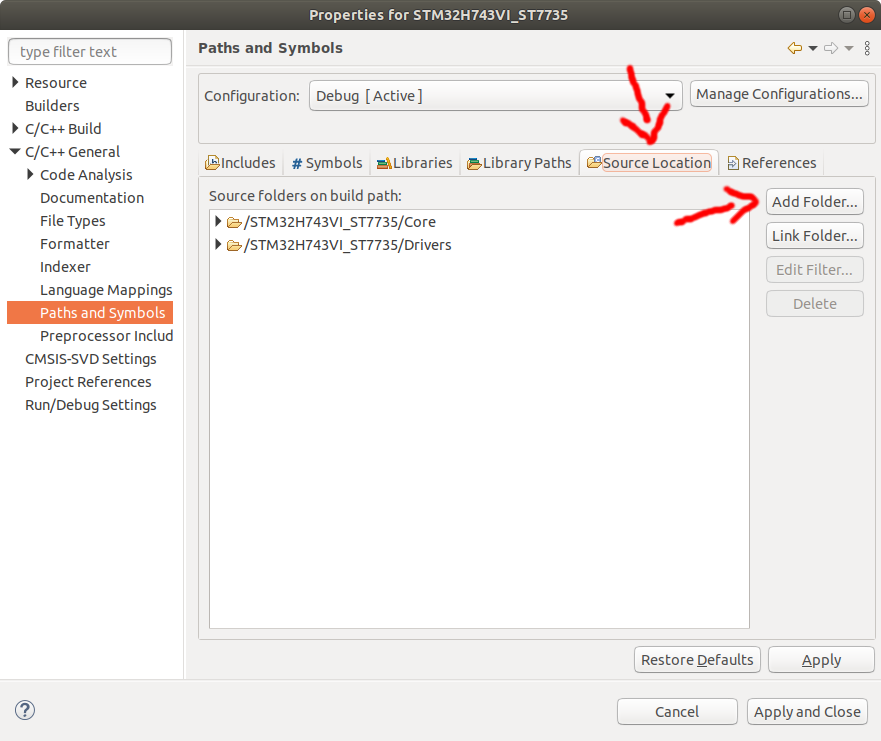 Properties for STM32H743VI_ST7735
type filter text
Resource
Builders
C/C++ Build
C/C++ General
Code Analysis
Documentation
File Types
Formatter
Indexer
Language Mappings
Paths and Symbols
Preprocessor Includ
CMSIS-SVD Settings
Project References
Run/Debug Settings
Paths and Symbols
Configuration: Debug [ Active ] Manage Configurations...
Includes # Symbols Libraries Library Paths Source Location References
Source folders on build path:
/STM32H743VI_ST7735/Core
/STM32H743VI_ST7735/Drivers
Add Folder...
Link Folder...
Edit Filter...
Delete
Restore Defaults Apply
? Cancel Apply and Close